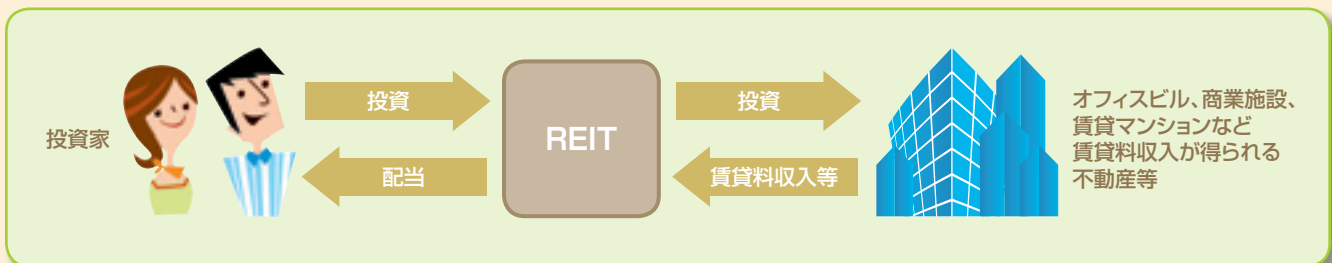 投資家
投資
配当
REIT
投資
賃貸料収入等
オフィスビル、商業施設、
賃貸マンションなど
賃貸料収入が得られる
不動産等